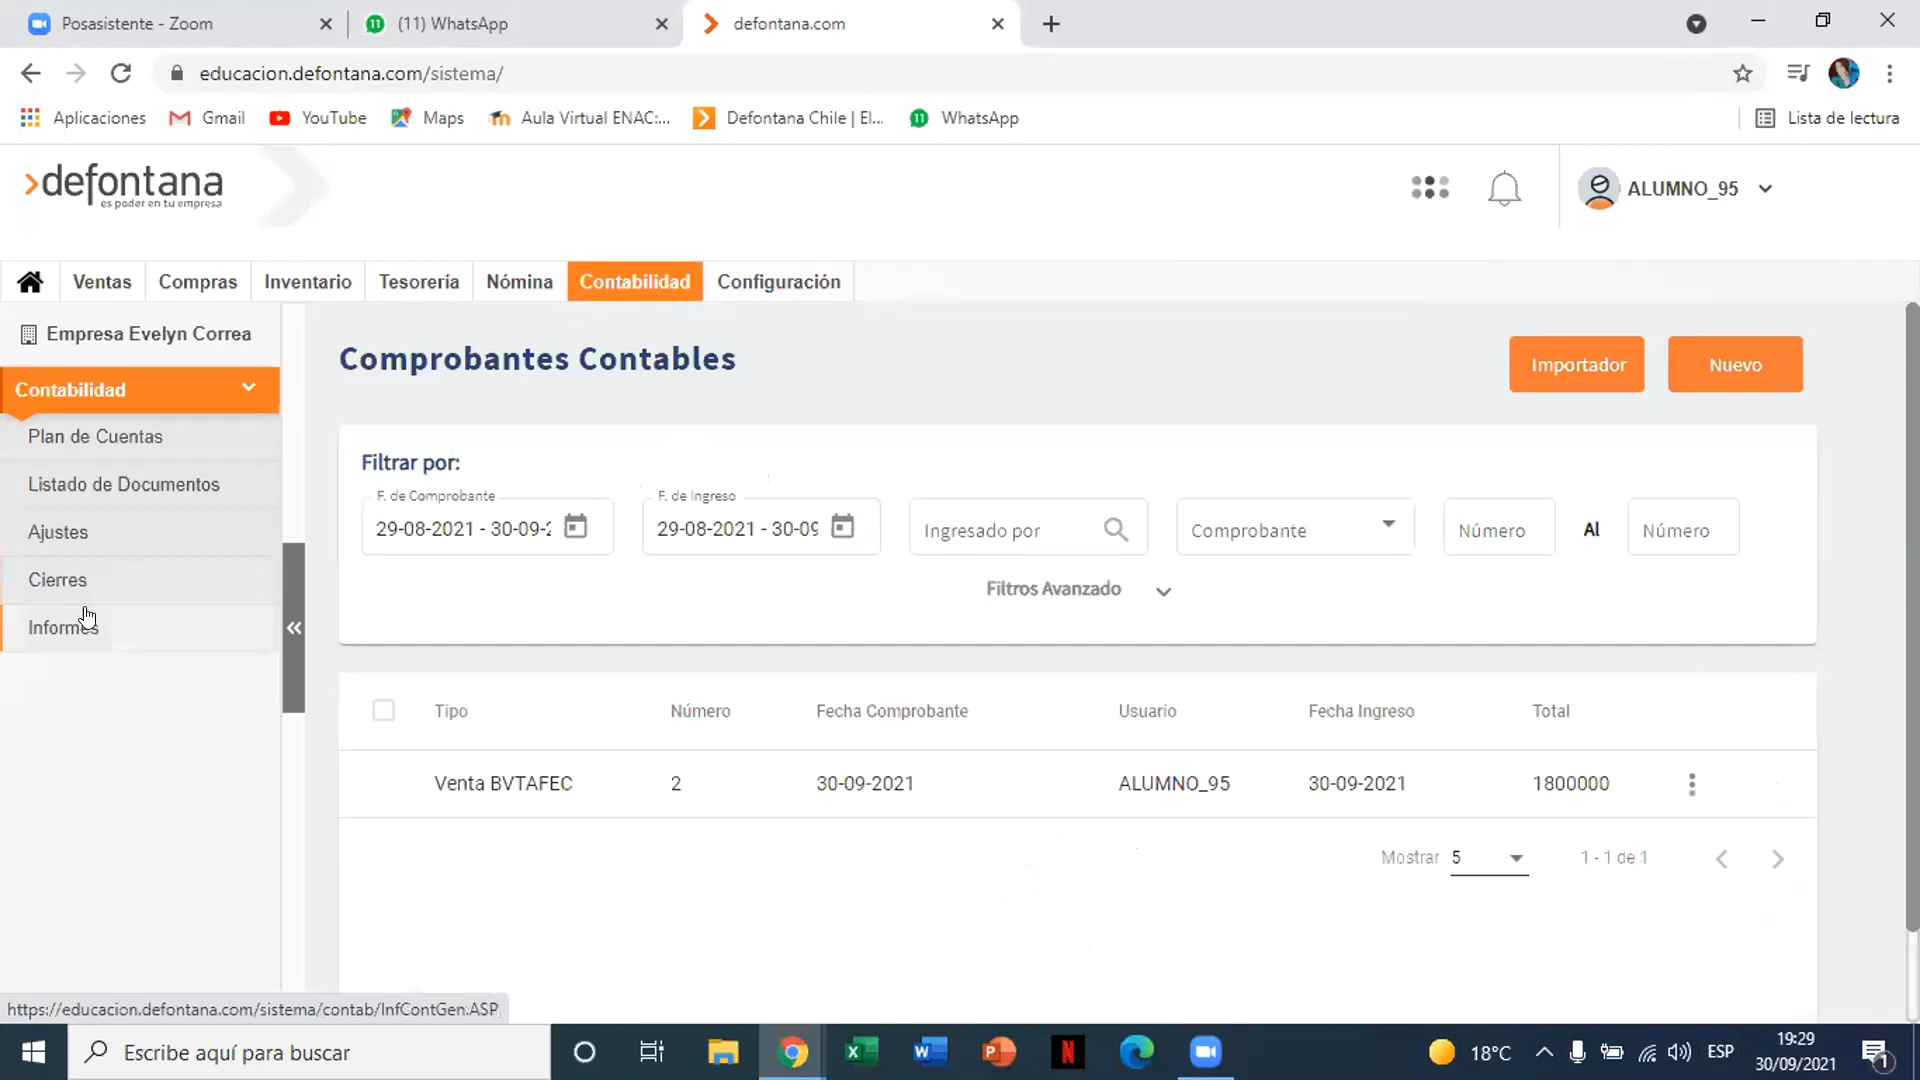 Posasistente - Zoom
(11) WhatsApp
defontana.com
educacion.defontana.com/sistema/
Aplicaciones
Gmail
YouTube
Maps
Aula Virtual ENAC:...
Defontana Chile | El...
WhatsApp
Lista de lectura
defontana
es poder en tu empresa
ALUMNO_95
Ventas
Compras
Inventario
Tesorería
Nómina
Contabilidad
Configuración
Empresa Evelyn Correa
Contabilidad
Plan de Cuentas
Listado de Documentos
Ajustes
Cierres
Informes
Comprobantes Contables
Importador
Nuevo
Filtrar por:
F. de Comprobante
29-08-2021 - 30-09-2
F. de Ingreso
29-08-2021 - 30-09
Ingresado por
Comprobante
Número
Al
Número
Filtros Avanzado
Tipo Número Fecha Comprobante Usuario Fecha Ingreso Total
Venta BVTAFEC 2 30-09-2021 ALUMNO_95 30-09-2021 1800000
Mostrar 5 1 - 1 de 1
https://educacion.defontana.com/sistema/contab/InfContGen.ASP
Escribe aquí para buscar
18°C
ESP
19:29
30/09/2021
1